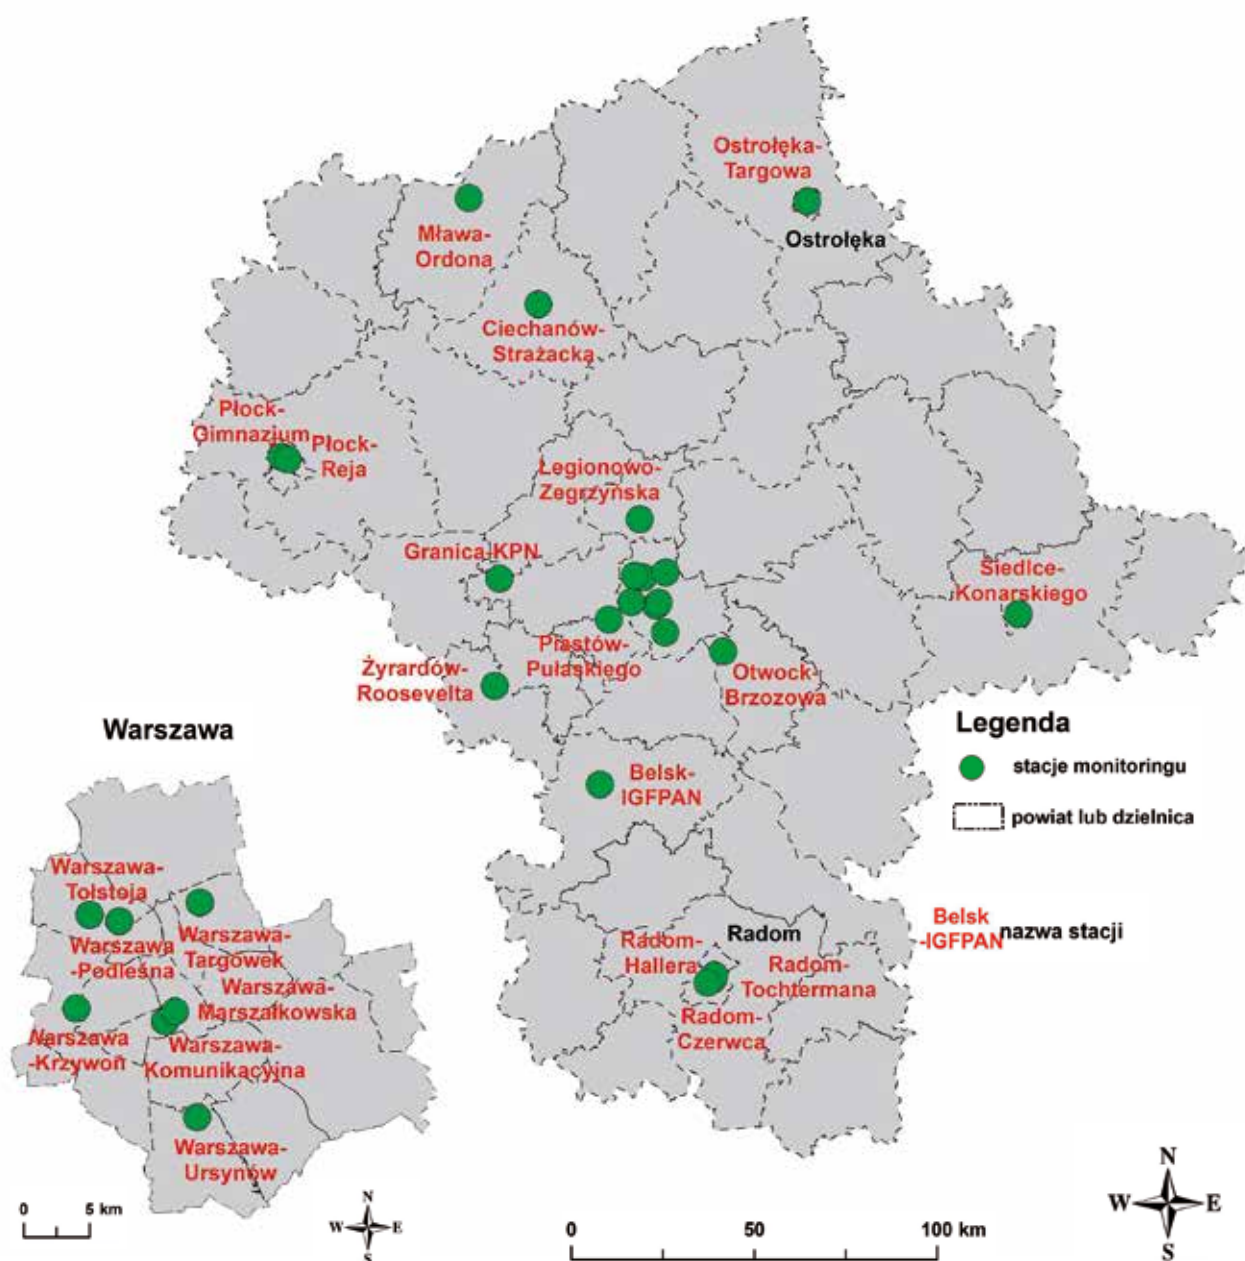 Ostrołęka-
Targowa
Ostrołęka
Mława-
Ordona
Ciechanów-
Strażacka
Płock-
Gimnazjum
Płock-
Reja
Legionowo-
Zegrzyńska
Granica-KPN
Siedlce-
Konarskiego
Piastów-
Pułaskiego
Żyrardów-
Roosevelta
Otwock-
Brzozowa
Belsk-
IGFPAN
Radom
Radom-
Hallera
Radom-
Tochtermana
Radom-
Czerwca
Warszawa
Warszawa-
Tołstoja
Warszawa
-Podleśna
Warszawa-
Targówek
Warszawa-
Marszałkowska
Warszawa
-Krzywoń
Warszawa-
Komunikacyjna
Warszawa-
Ursynów
0 5 km
N
W E
S
Legenda
stacje monitoringu
powiat lub dzielnica
Belsk
-IGFPAN
nazwa stacji
0 50 100 km
N
W E
S